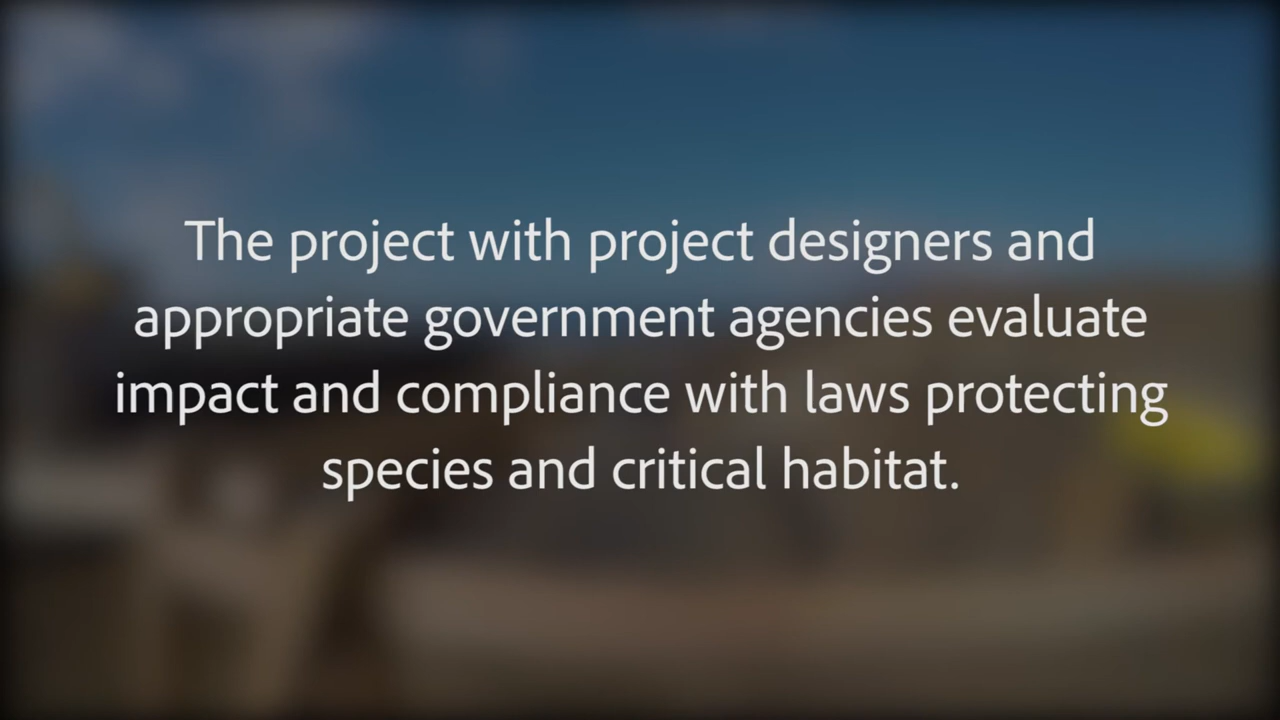 The project with project designers and
appropriate government agencies evaluate
impact and compliance with laws protecting
species and critical habitat.